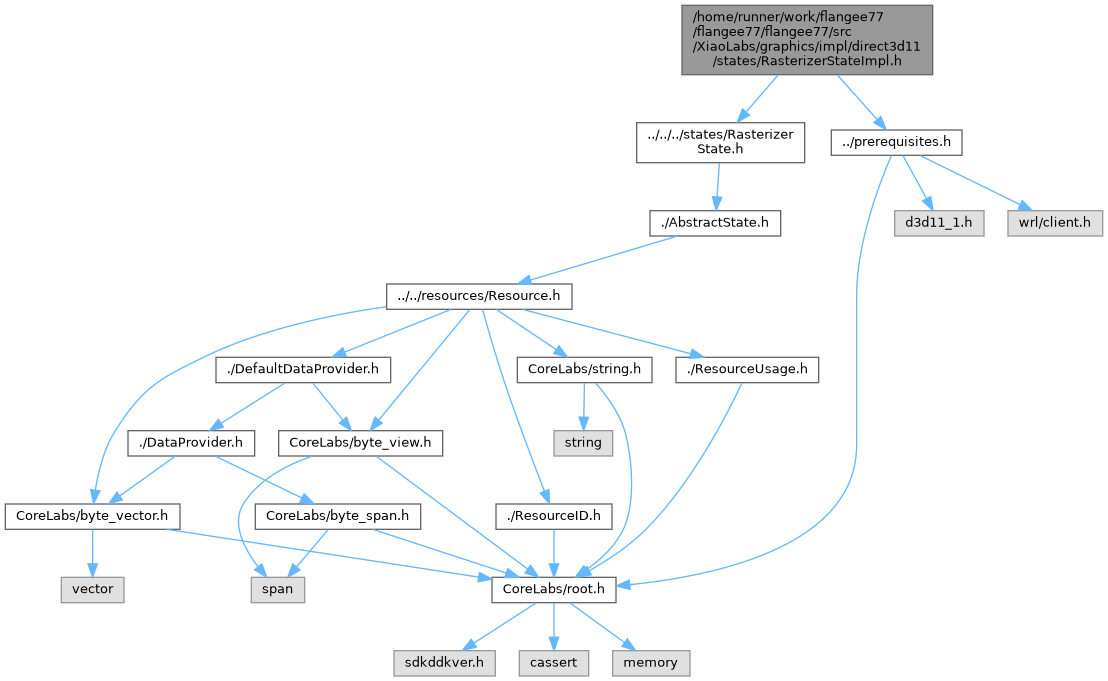 /home/runner/work/flangee77
/flangee77/flangee77/src
/XiaoLabs/graphics/impl/direct3d11
/states/RasterizerStateImpl.h
../../../states/Rasterizer
State.h
../prerequisites.h
./AbstractState.h
d3d11_1.h
wrl/client.h
../../resources/Resource.h
./DefaultDataProvider.h
CoreLabs/string.h
./ResourceUsage.h
./DataProvider.h
CoreLabs/byte_view.h
string
CoreLabs/byte_vector.h
CoreLabs/byte_span.h
./ResourceID.h
vector
span
CoreLabs/root.h
sdkddkver.h
cassert
memory